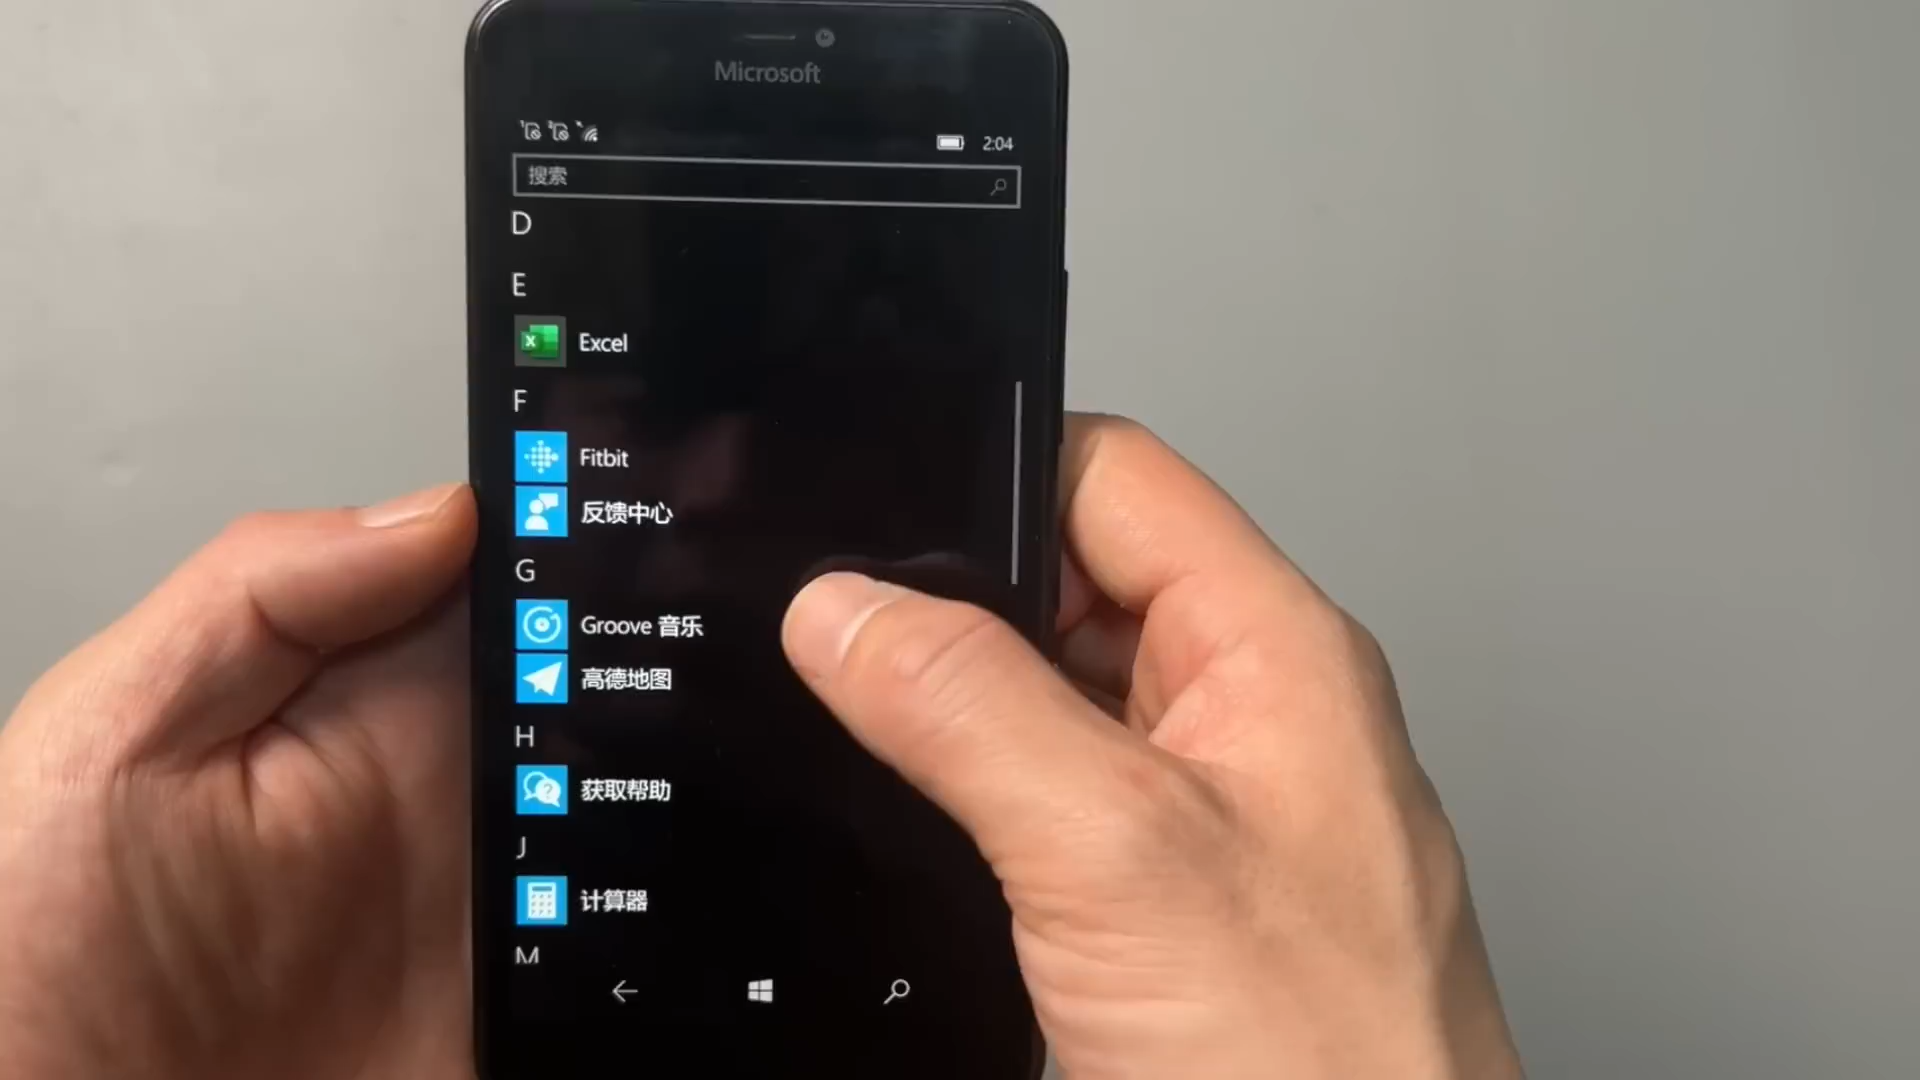 Microsoft
2:04
搜索
D
E
Excel
F
Fitbit
反馈中心
G
Groove 音乐
高德地图
H
获取帮助
J
计算器
M